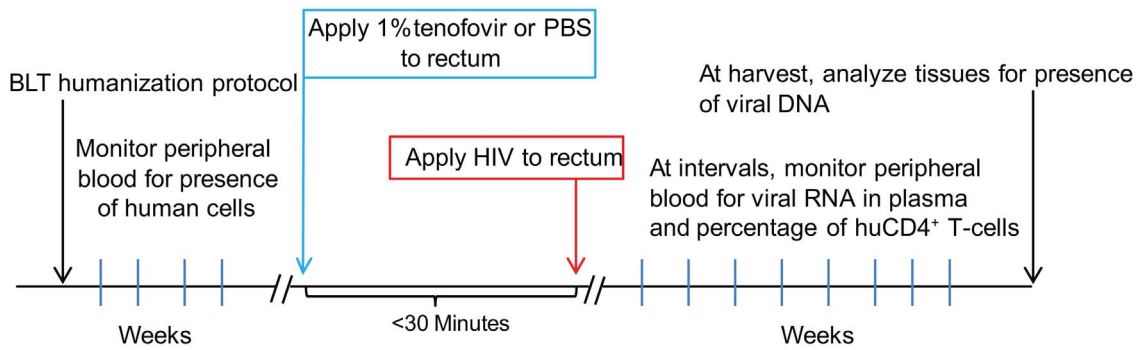 Apply 1% tenofovir or PBS
to rectum
BLT humanization protocol
Monitor peripheral
blood for presence
of human cells
Apply HIV to rectum
At harvest, analyze tissues for presence
of viral DNA
At intervals, monitor peripheral
blood for viral RNA in plasma
and percentage of huCD4⁺ T-cells
Weeks
<30 Minutes
Weeks